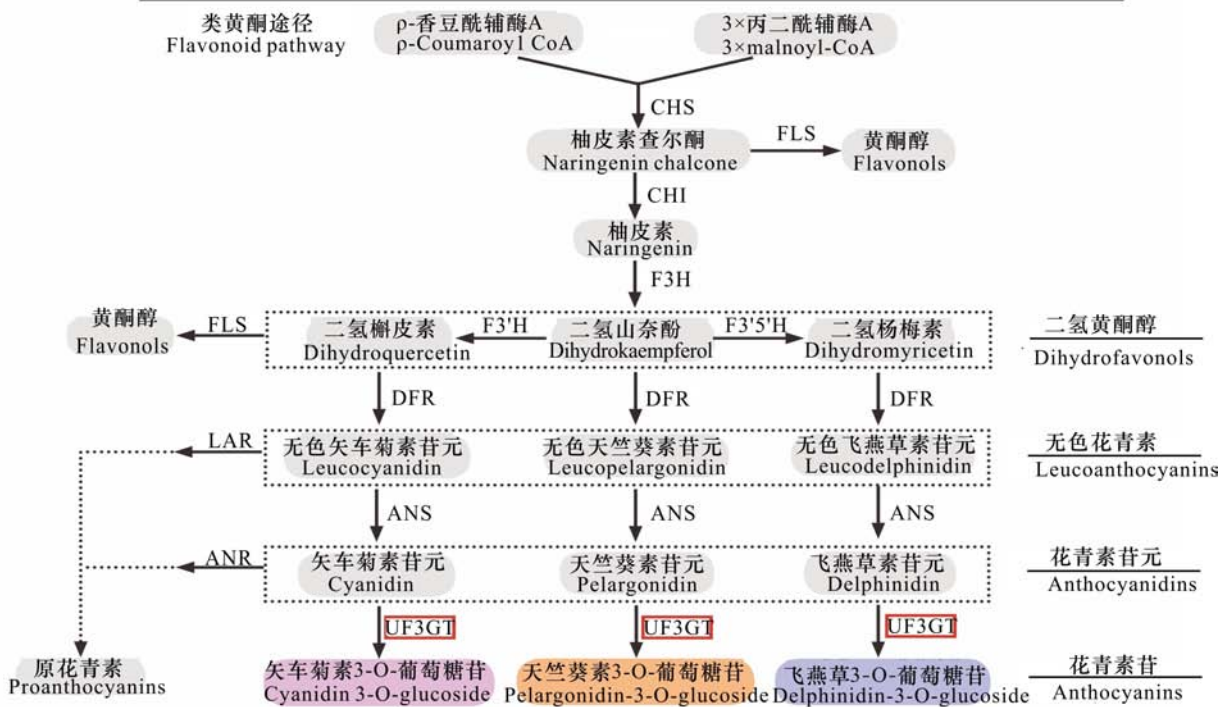 类黄酮途径
Flavonoid pathway
ρ-香豆酰辅酶A
ρ-Coumaroyl CoA
3×丙二酰辅酶A
3×malnoyl-CoA
CHS
柚皮素查尔酮
Naringenin chalcone
FLS
黄酮醇
Flavonols
CHI
柚皮素
Naringenin
F3H
黄酮醇
Flavonols
FLS
二氢槲皮素
Dihydroquercetin
F3'H
二氢山奈酚
Dihydrokaempferol
F3'5'H
二氢杨梅素
Dihydromyricetin
二氢黄酮醇
Dihydrofavonols
DFR
DFR
DFR
LAR
无色矢车菊素苷元
Leucocyanidin
无色天竺葵素苷元
Leucopelargonidin
无色飞燕草素苷元
Leucodelphinidin
无色花青素
Leucoanthocyanins
ANS
ANS
ANS
ANR
矢车菊素苷元
Cyanidin
天竺葵素苷元
Pelargonidin
飞燕草素苷元
Delphinidin
花青素苷元
Anthocyanidins
UF3GT
UF3GT
UF3GT
原花青素
Proanthocyanins
矢车菊素3-O-葡萄糖苷
Cyanidin 3-O-glucoside
天竺葵素3-O-葡萄糖苷
Pelargonidin-3-O-glucoside
飞燕草3-O-葡萄糖苷
Delphinidin-3-O-glucoside
花青素苷
Anthocyanins